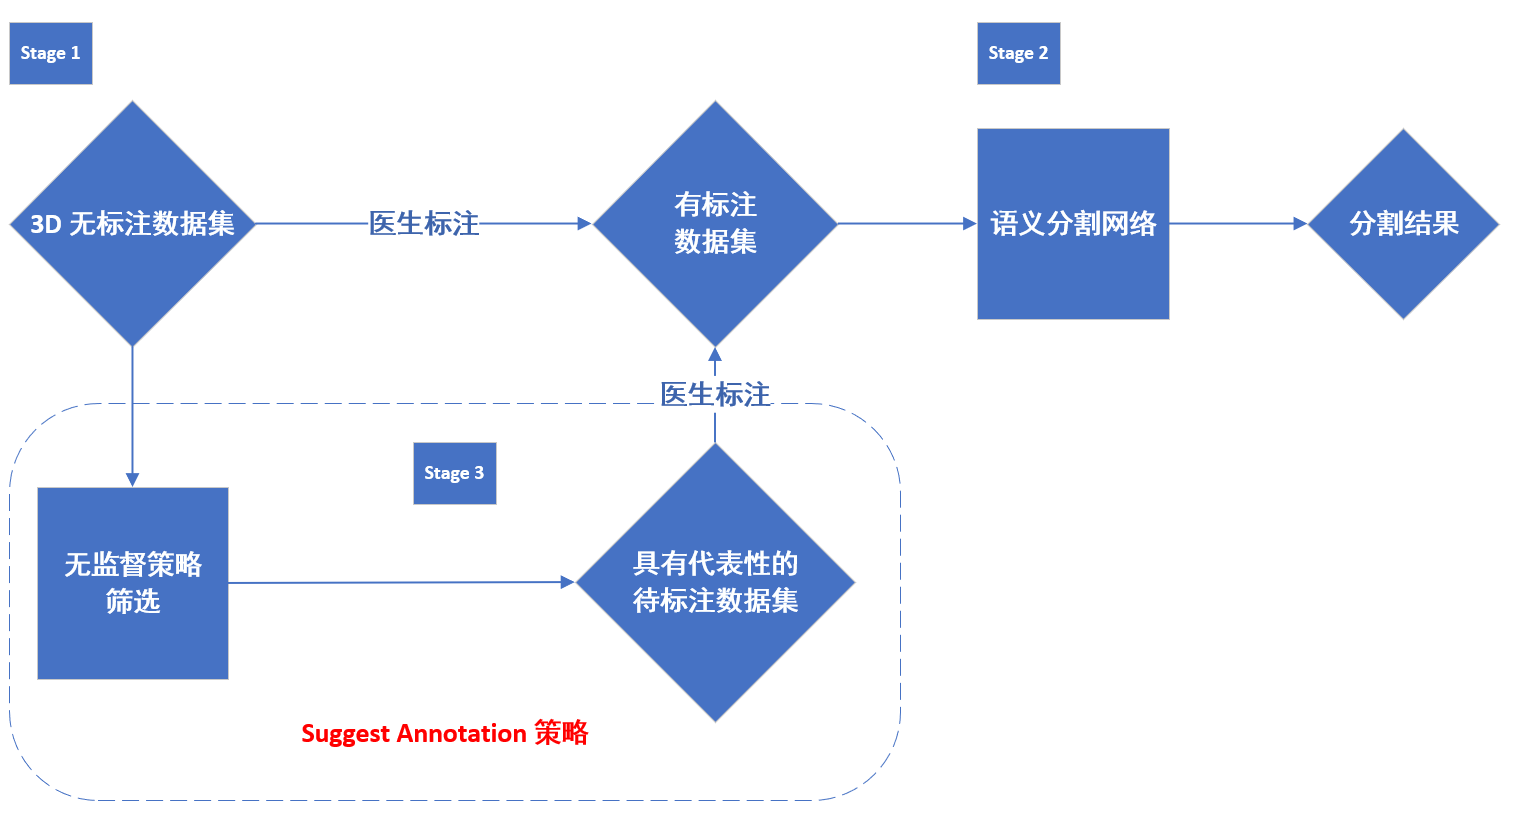 Stage 1
Stage 2
3D 无标注数据集
医生标注
有标注
数据集
语义分割网络
分割结果
医生标注
Stage 3
无监督策略
筛选
具有代表性的
待标注数据集
Suggest Annotation 策略